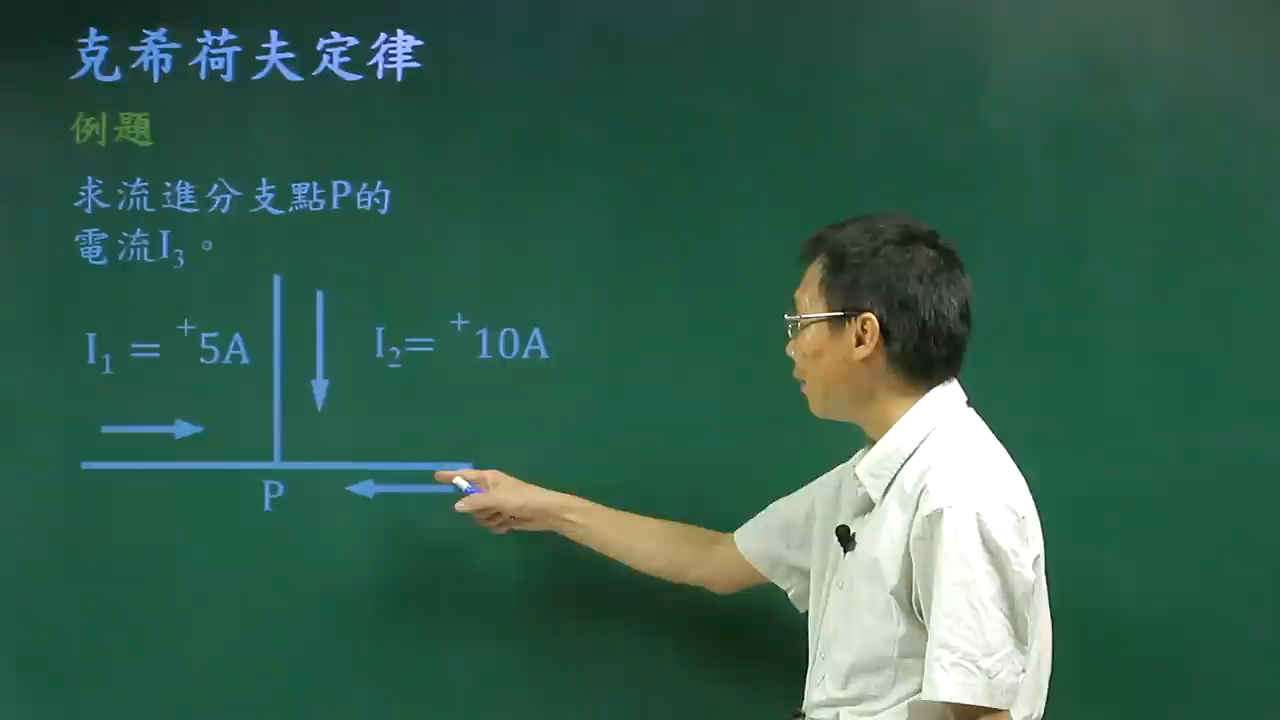 克希荷夫定律
例題
求流進分支點P的
電流I₃。
I₁ = ⁺5A
I₂= ⁺10A
P